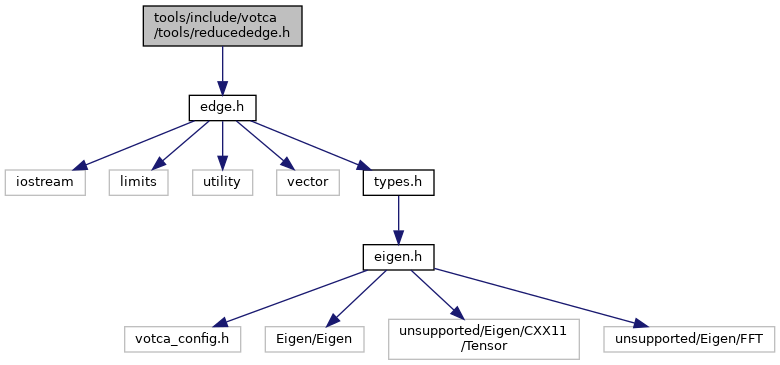 tools/include/votca
/tools/reducededge.h
edge.h
iostream
limits
utility
vector
types.h
eigen.h
votca_config.h
Eigen/Eigen
unsupported/Eigen/CXX11
/Tensor
unsupported/Eigen/FFT